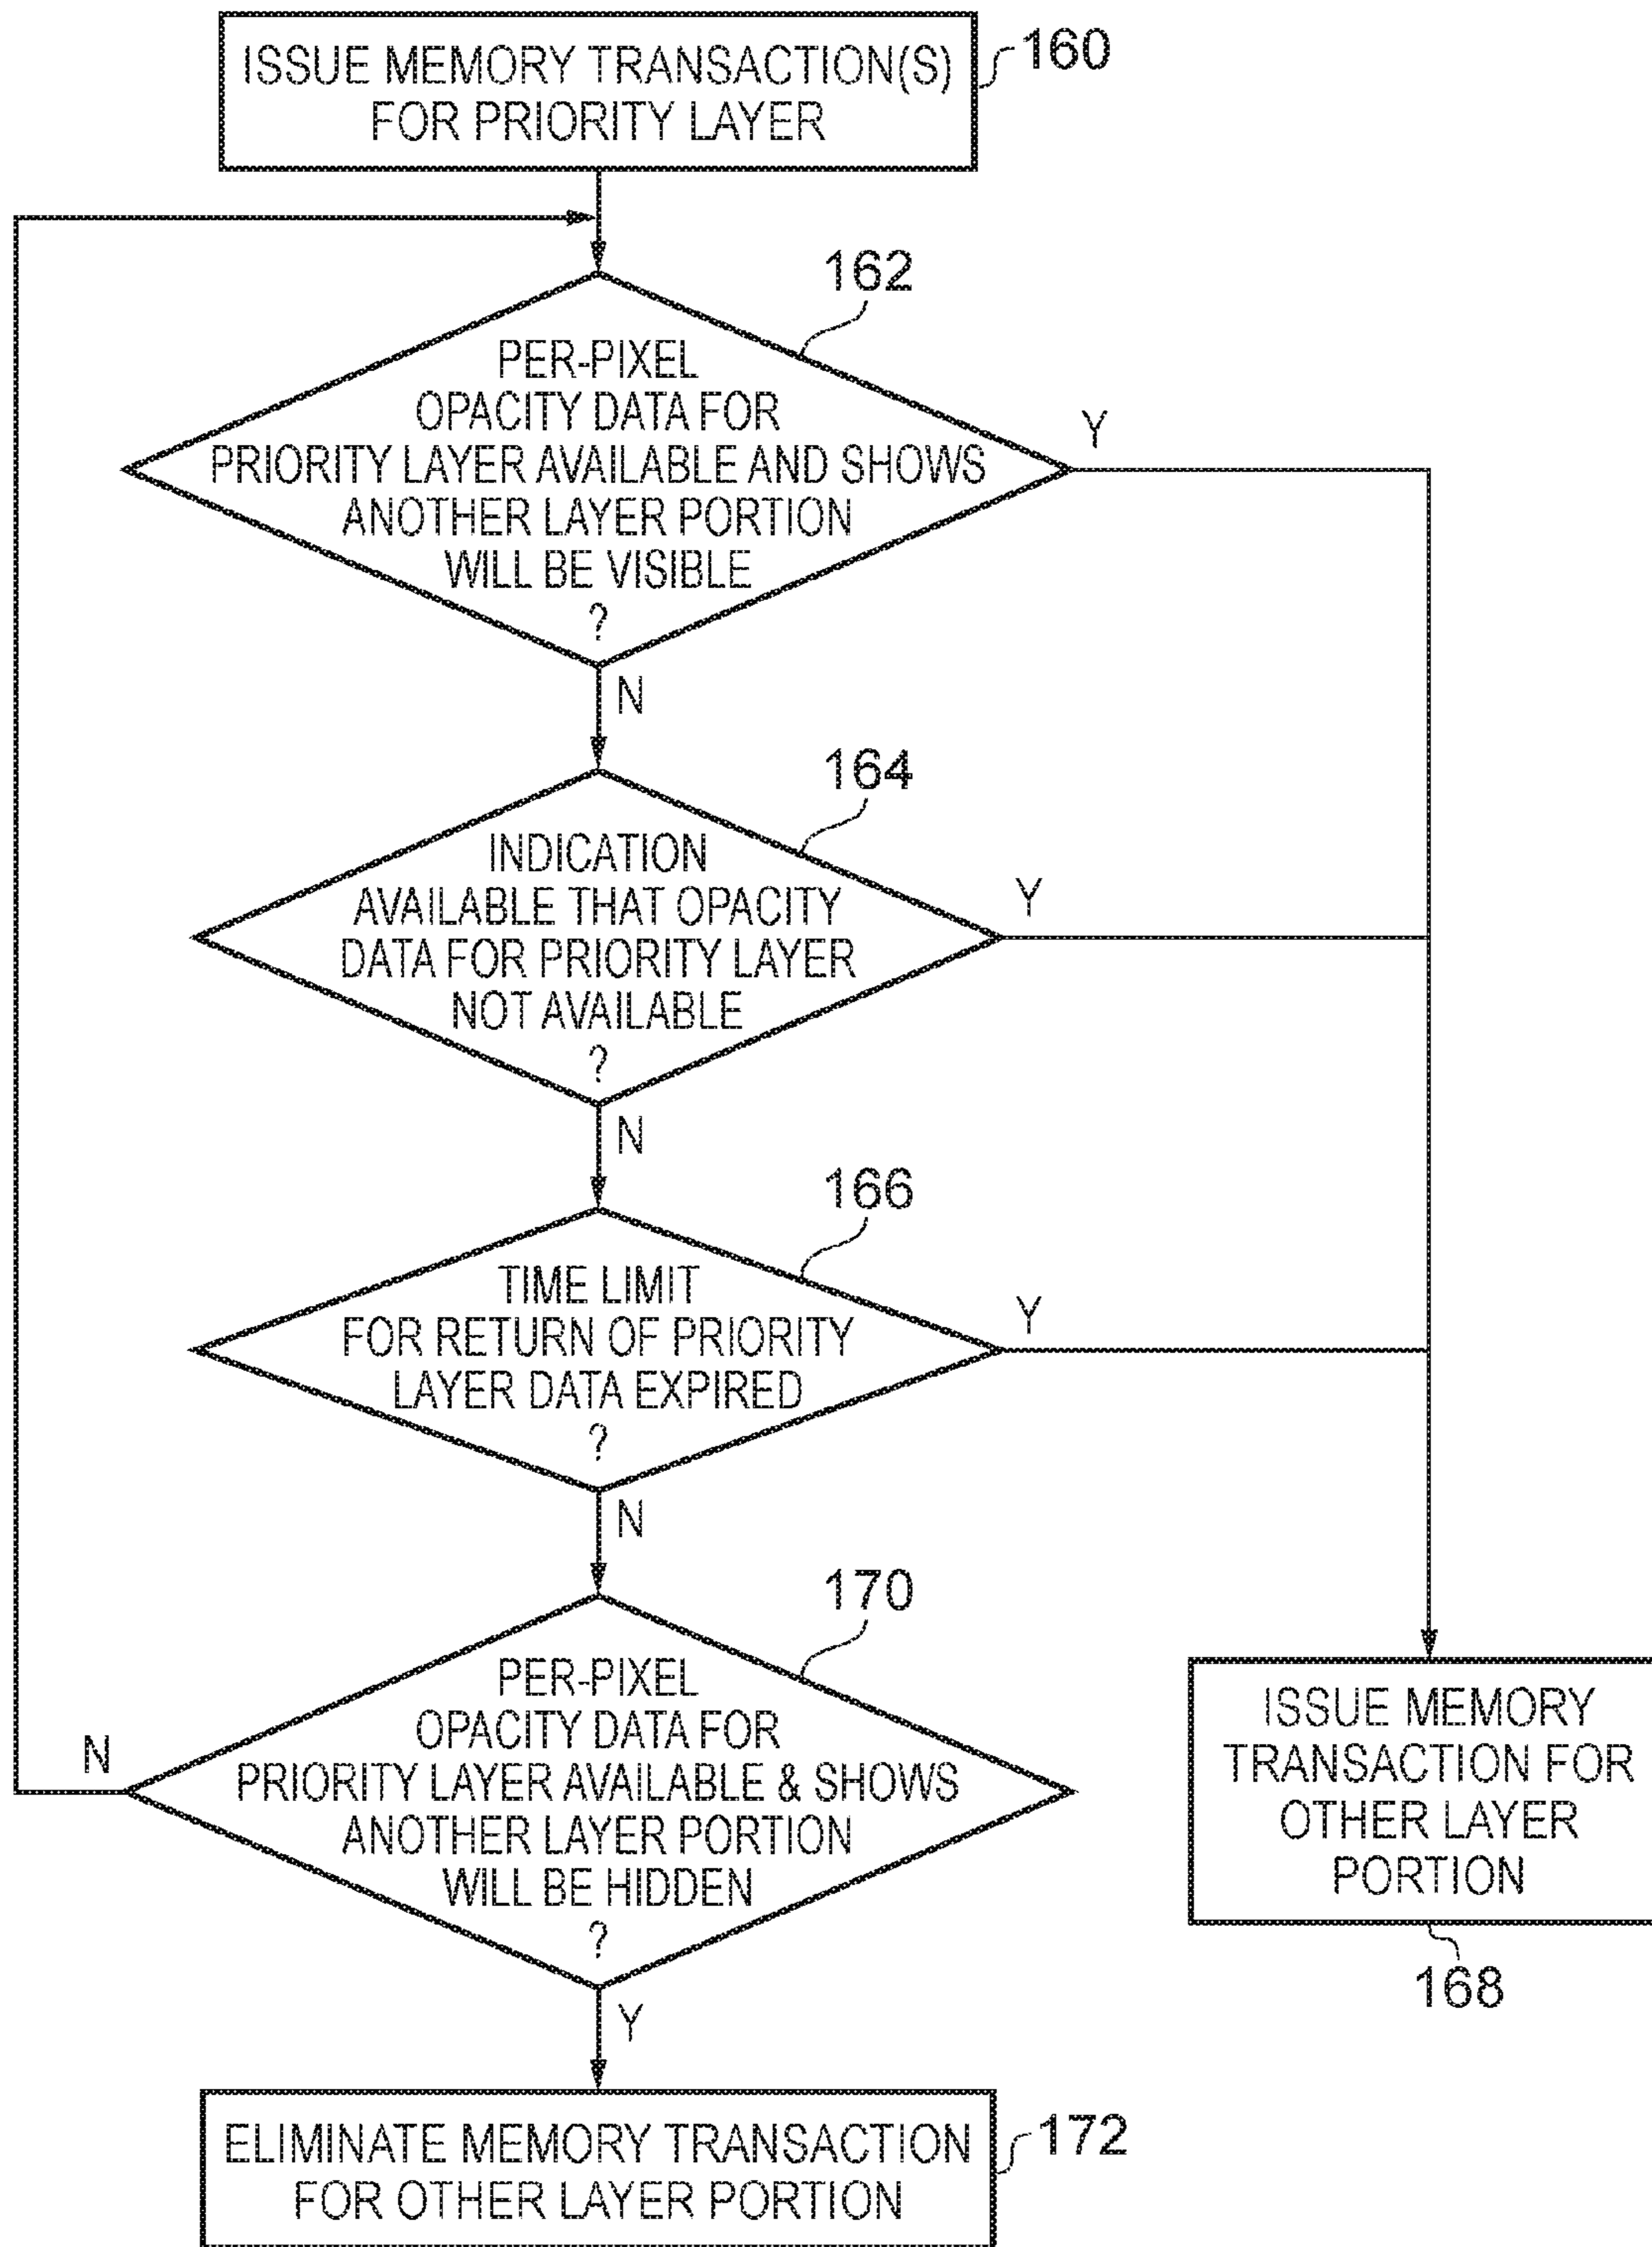 ISSUE MEMORY TRANSACTION(S)
FOR PRIORITY LAYER
160
162
PER-PIXEL
OPACITY DATA FOR
PRIORITY LAYER AVAILABLE AND SHOWS
ANOTHER LAYER PORTION
WILL BE VISIBLE
?
Y
N
164
INDICATION
AVAILABLE THAT OPACITY
DATA FOR PRIORITY LAYER
NOT AVAILABLE
?
Y
N
166
TIME LIMIT
FOR RETURN OF PRIORITY
LAYER DATA EXPIRED
?
Y
N
170
PER-PIXEL
OPACITY DATA FOR
PRIORITY LAYER AVAILABLE & SHOWS
ANOTHER LAYER PORTION
WILL BE HIDDEN
?
N
Y
ISSUE MEMORY
TRANSACTION FOR
OTHER LAYER
PORTION
168
ELIMINATE MEMORY TRANSACTION
FOR OTHER LAYER PORTION
172